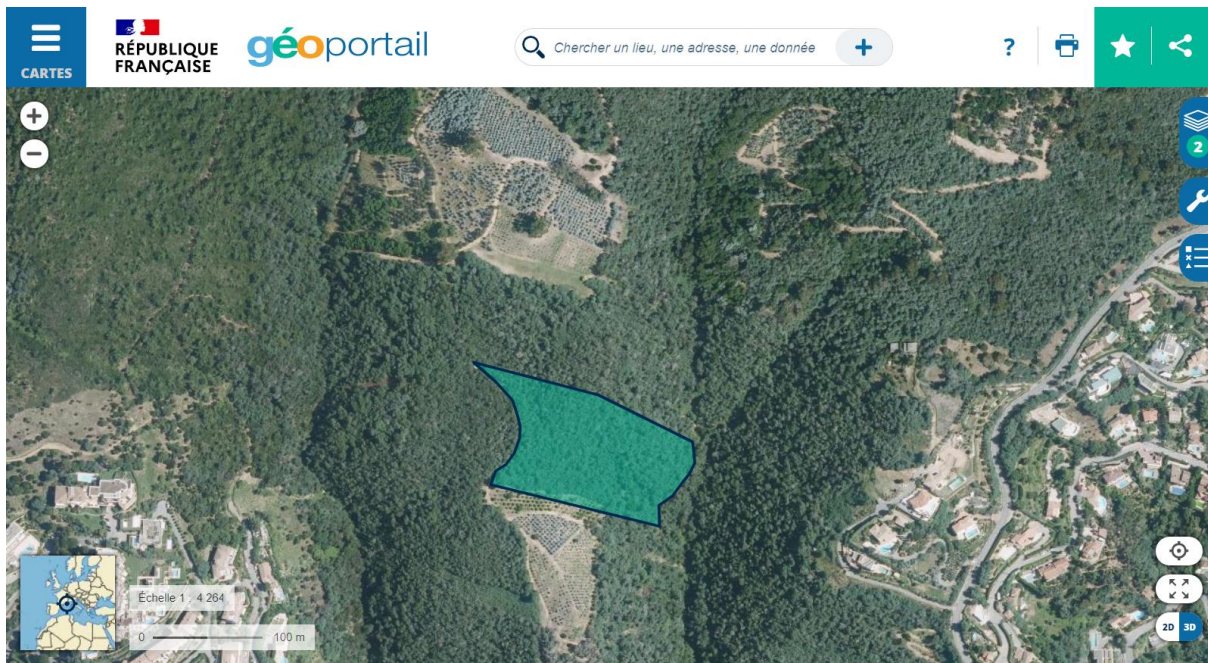 CARTES
RÉPUBLIQUE
FRANÇAISE
géoportail
Chercher un lieu, une adresse, une donnée
+
?
+
−
2
Échelle 1 : 4 264
0 100 m
2D 3D